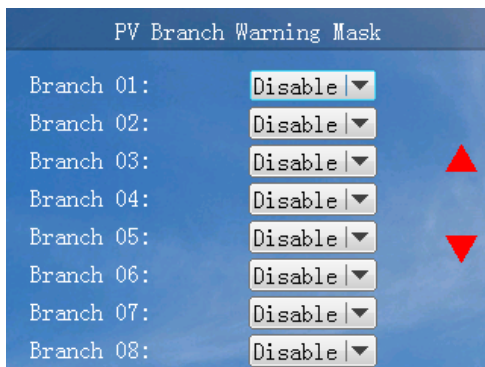 PV Branch Warning Mask
Branch 01: Disable
Branch 02: Disable
Branch 03: Disable
Branch 04: Disable
Branch 05: Disable
Branch 06: Disable
Branch 07: Disable
Branch 08: Disable